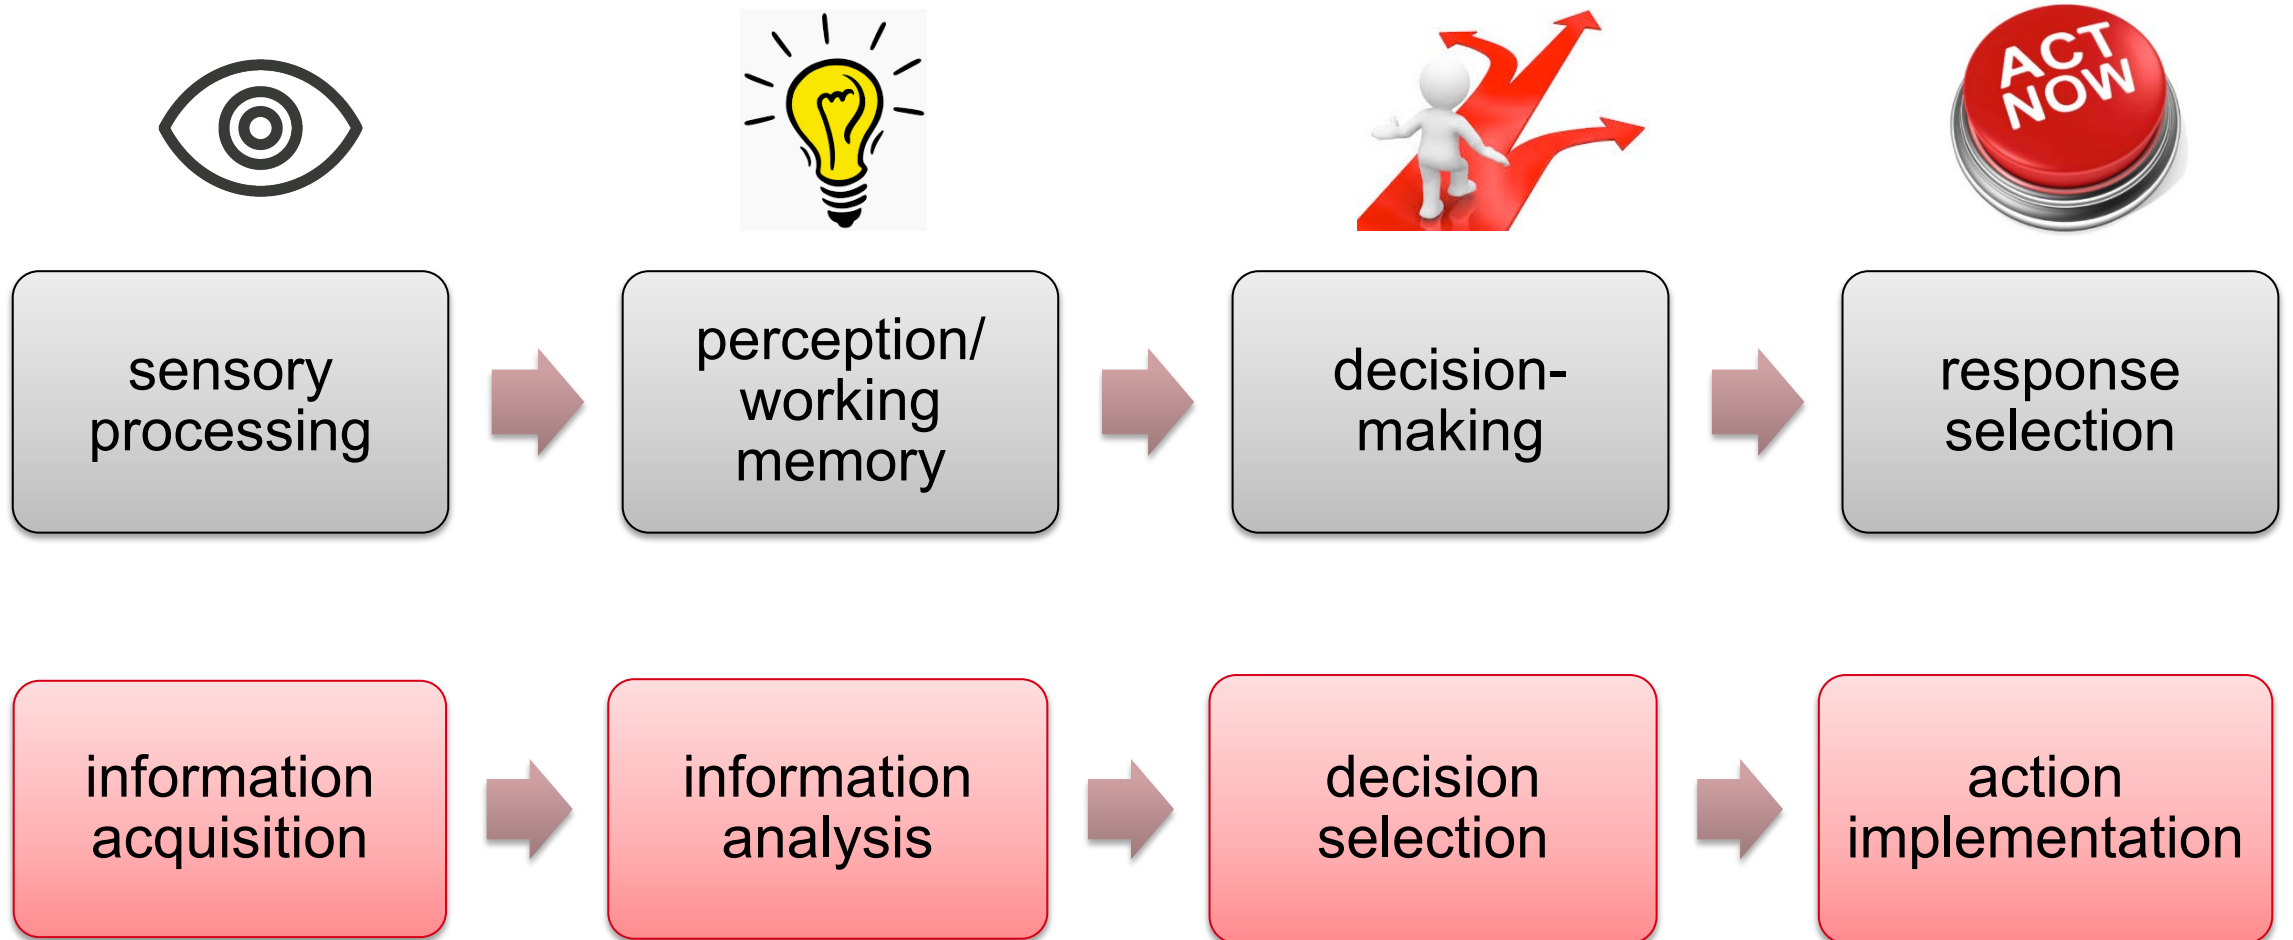 ACT
NOW
sensory
processing
perception/
working
memory
decision-
making
response
selection
information
acquisition
information
analysis
decision
selection
action
implementation